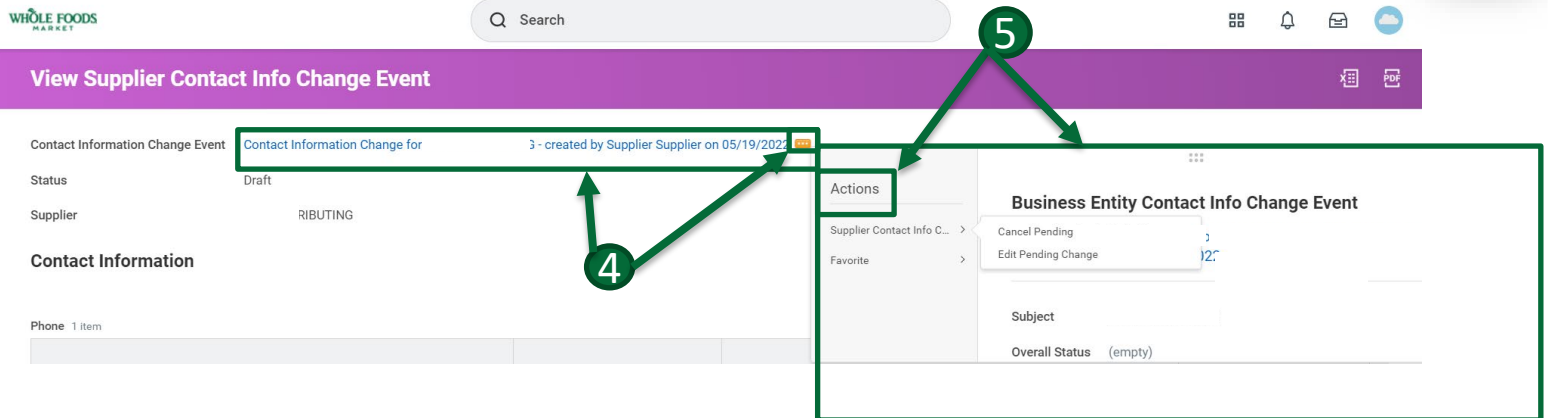 WHOLE FOODS
MARKET
Search
5
View Supplier Contact Info Change Event
PDF
Contact Information Change Event Contact Information Change for - created by Supplier Supplier on 05/19/2022
Status Draft
Supplier RIBUTING
Contact Information
4
Phone 1 item
Actions
Supplier Contact Info C... >
Favorite >
Cancel Pending
Edit Pending Change
Business Entity Contact Info Change Event
Subject
Overall Status (empty)